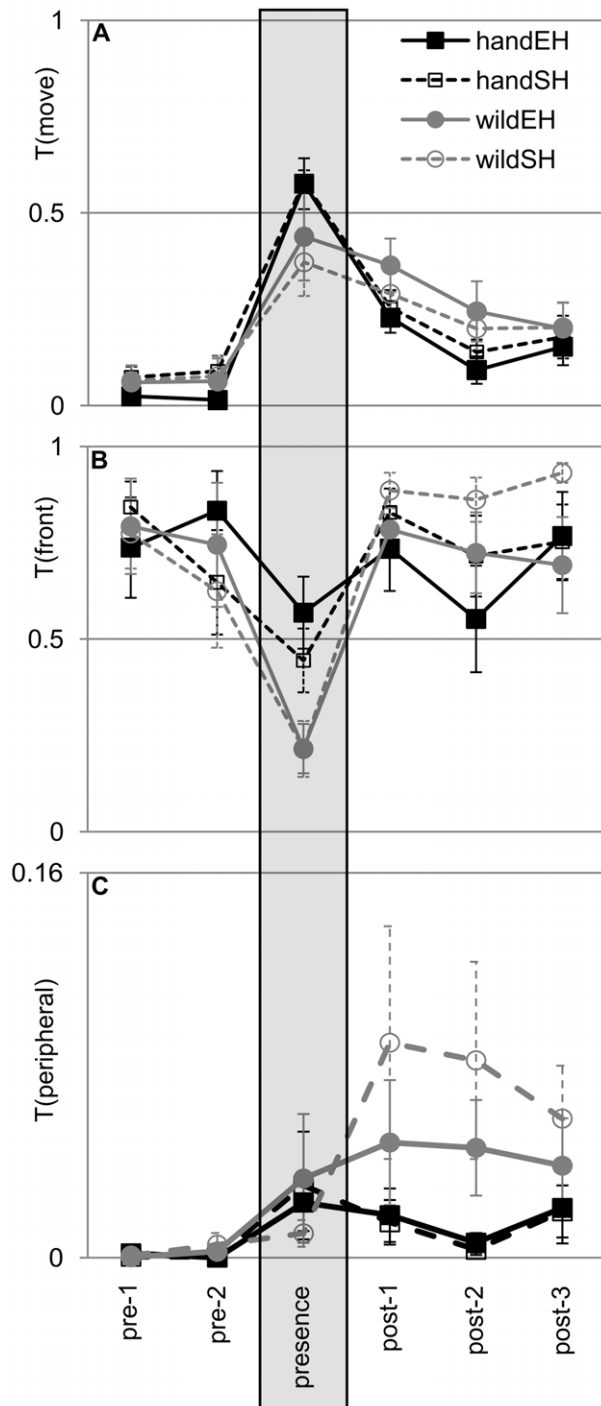 1
A
T(move)
0.5
0
handEH
handSH
wildEH
wildSH
1
B
T(front)
0.5
0
0.16
C
T(peripheral)
0
pre-1
pre-2
presence
post-1
post-2
post-3